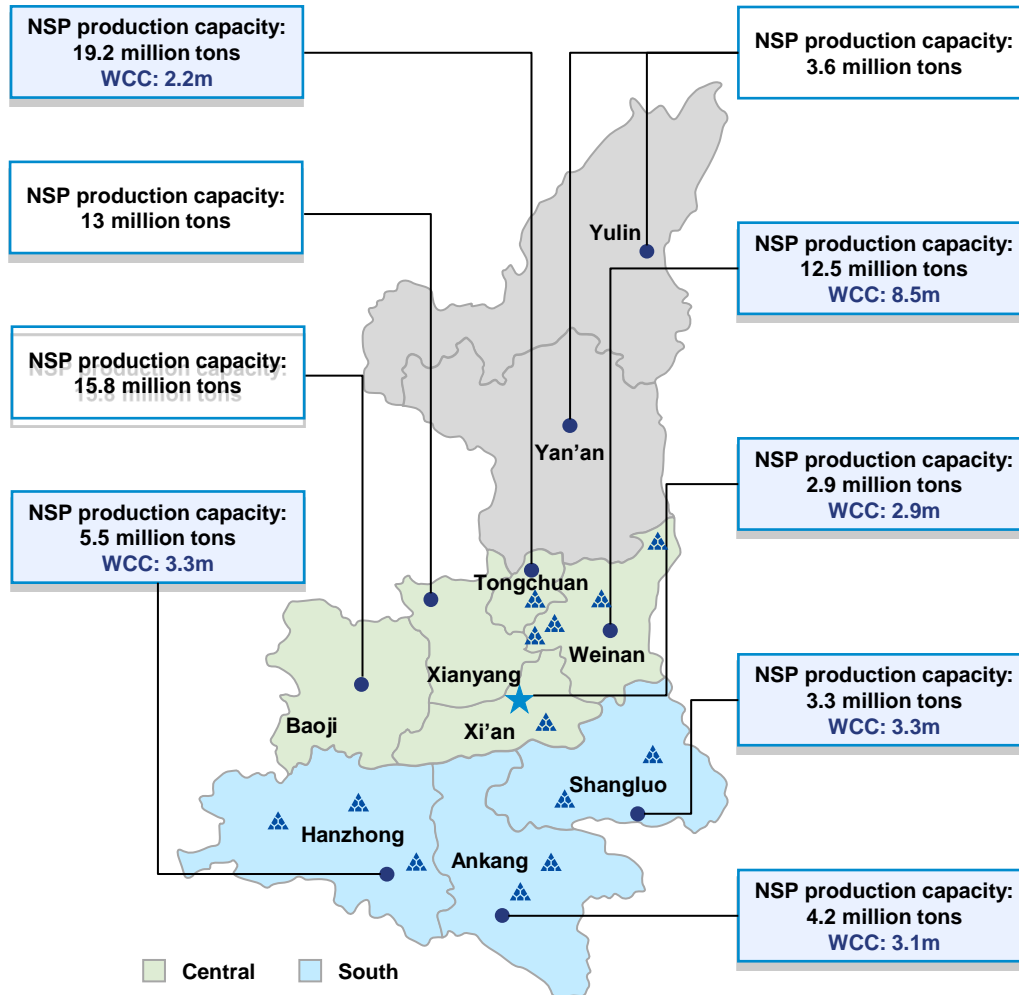 NSP production capacity:
19.2 million tons
WCC: 2.2m
NSP production capacity:
3.6 million tons
NSP production capacity:
13 million tons
Yulin
NSP production capacity:
12.5 million tons
WCC: 8.5m
NSP production capacity:
15.8 million tons
Yan’an
NSP production capacity:
2.9 million tons
WCC: 2.9m
NSP production capacity:
5.5 million tons
WCC: 3.3m
Tongchuan
Weinan
Xianyang
Baoji
Xi’an
NSP production capacity:
3.3 million tons
WCC: 3.3m
Shangluo
Hanzhong
Ankang
NSP production capacity:
4.2 million tons
WCC: 3.1m
Central
South